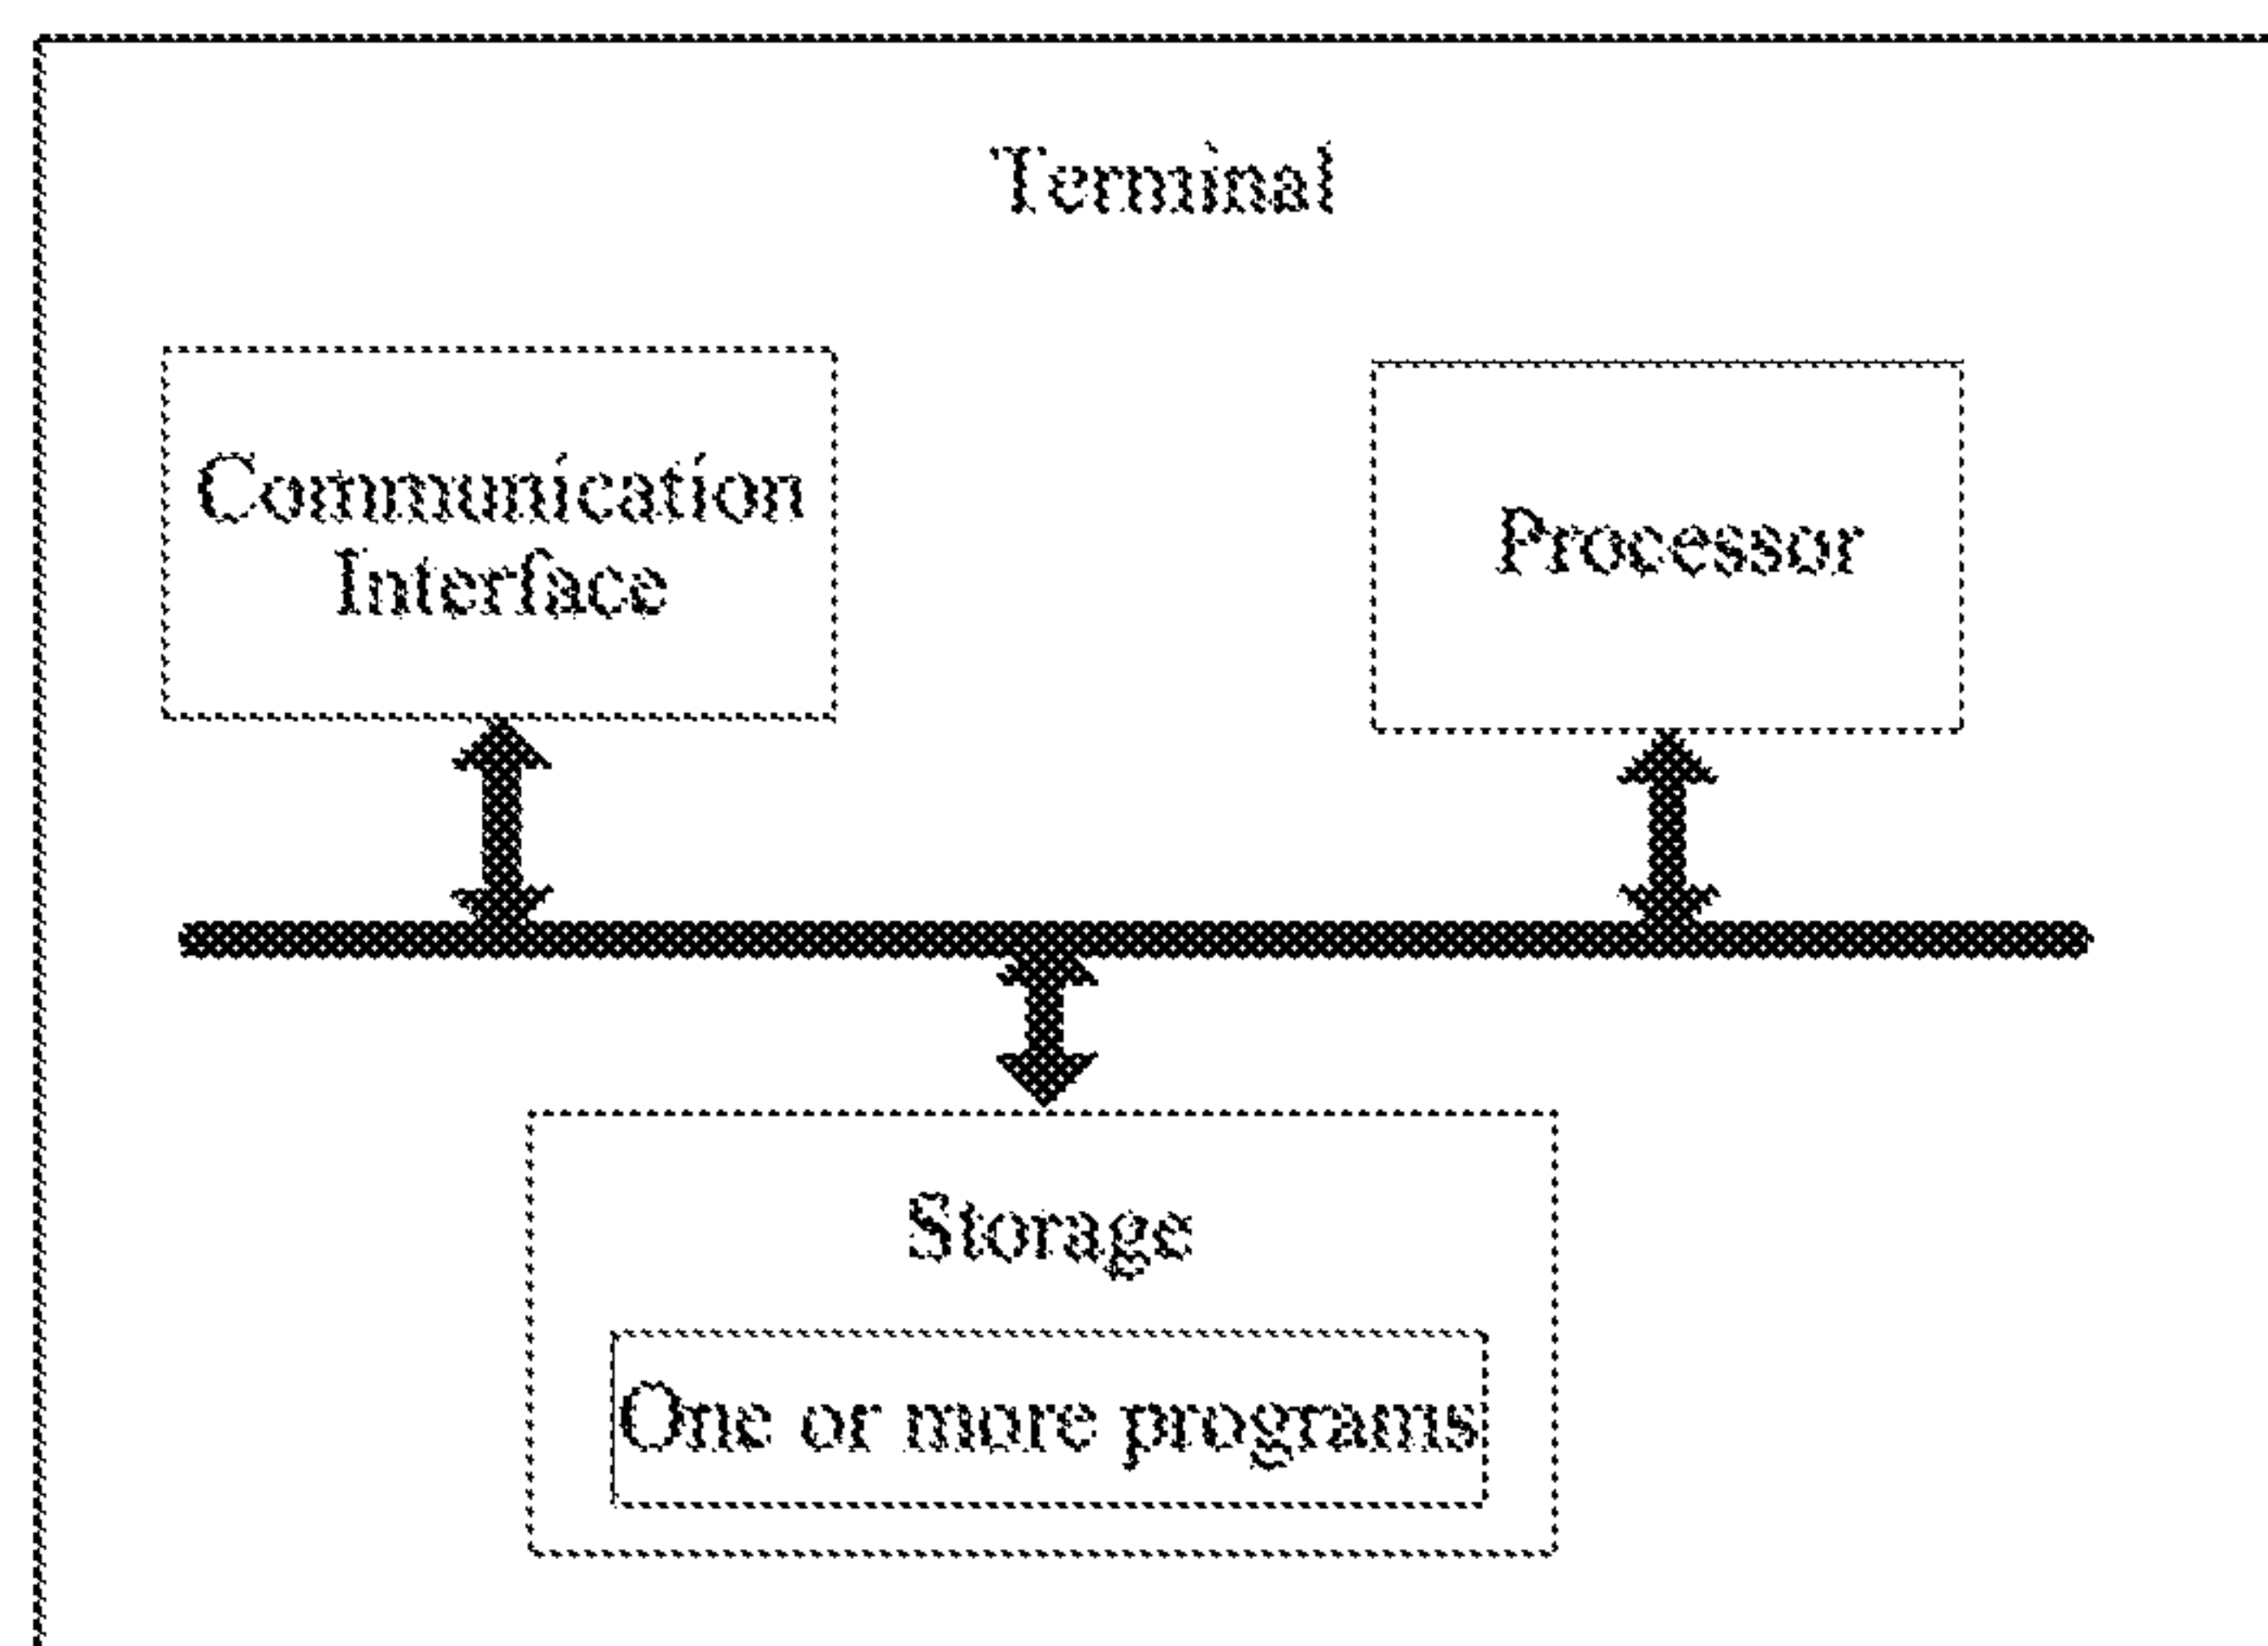 Terminal
Communication
Interface
Processor
Storage
One or more programs